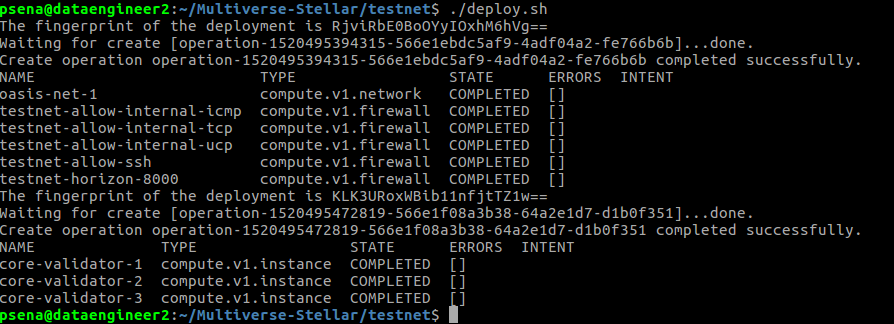 psena@dataengineer2:~/Multiverse-Stellar/testnet$ ./deploy.sh
The fingerprint of the deployment is RjviRbE0BoOYyIOxhM6hVg==
Waiting for create [operation-1520495394315-566e1ebdc5af9-4adf04a2-fe766b6b]...done.
Create operation operation-1520495394315-566e1ebdc5af9-4adf04a2-fe766b6b completed successfully.
NAME                         TYPE                 STATE      ERRORS  INTENT
oasis-net-1                  compute.v1.network   COMPLETED  []
testnet-allow-internal-icmp  compute.v1.firewall  COMPLETED  []
testnet-allow-internal-tcp   compute.v1.firewall  COMPLETED  []
testnet-allow-internal-ucp   compute.v1.firewall  COMPLETED  []
testnet-allow-ssh            compute.v1.firewall  COMPLETED  []
testnet-horizon-8000         compute.v1.firewall  COMPLETED  []
The fingerprint of the deployment is KLK3URoxWBib11nfjtTZ1w==
Waiting for create [operation-1520495472819-566e1f08a3b38-64a2e1d7-d1b0f351]...done.
Create operation operation-1520495472819-566e1f08a3b38-64a2e1d7-d1b0f351 completed successfully.
NAME              TYPE                 STATE      ERRORS  INTENT
core-validator-1  compute.v1.instance  COMPLETED  []
core-validator-2  compute.v1.instance  COMPLETED  []
core-validator-3  compute.v1.instance  COMPLETED  []
psena@dataengineer2:~/Multiverse-Stellar/testnet$